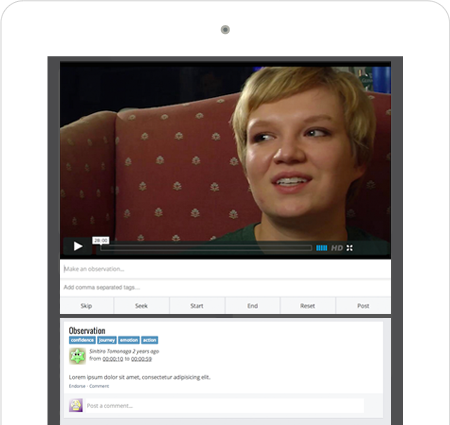 28:00
HD
Make an observation...
Add comma separated tags...
Skip Seek Start End Reset Post
Observation
confidence journey emotion action
Sintiro Tomonaga 2 years ago
from 00:00:10 to 00:00:59
Lorem ipsum dolor sit amet, consectetur adipisicing elit.
Endorse - Comment
Post a comment...